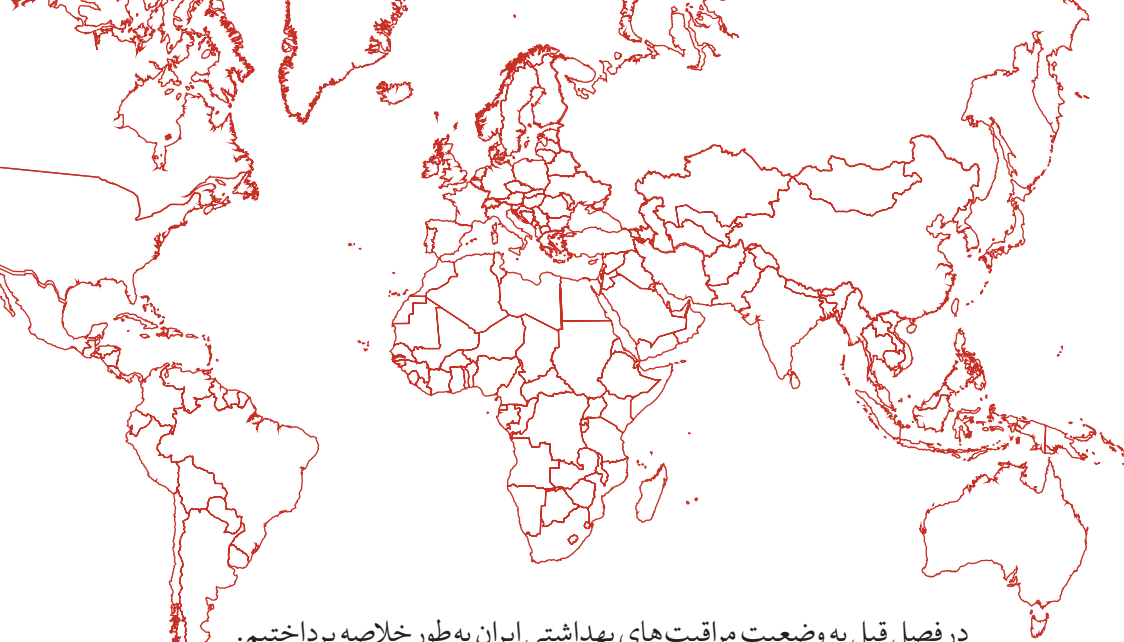 در فصل قبل به وضعیت مراقبت‌های بهداشتی ایران به‌طور خلاصه پرداختیم.